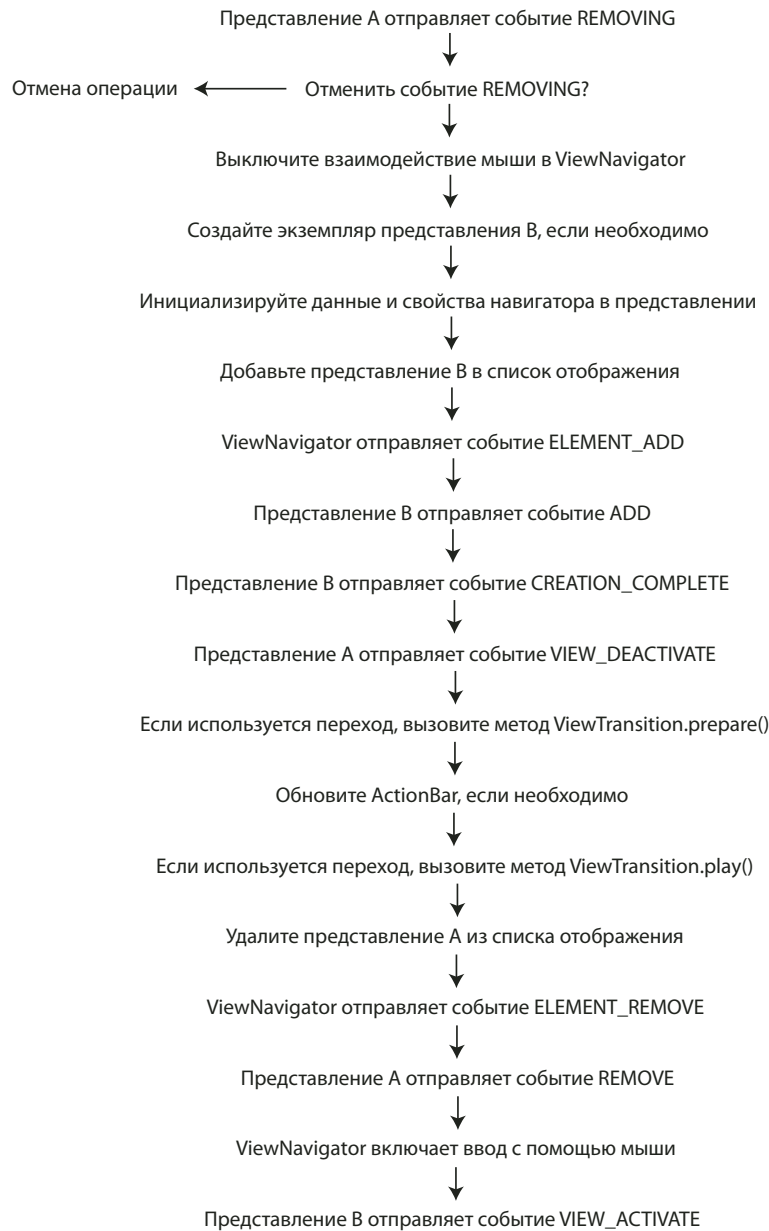 Представление A отправляет событие REMOVING
Отмена операции
Отменить событие REMOVING?
Выключите взаимодействие мыши в ViewNavigator
Создайте экземпляр представления B, если необходимо
Инициализируйте данные и свойства навигатора в представлении
Добавьте представление B в список отображения
ViewNavigator отправляет событие ELEMENT_ADD
Представление B отправляет событие ADD
Представление B отправляет событие CREATION_COMPLETE
Представление A отправляет событие VIEW_DEACTIVATE
Если используется переход, вызовите метод ViewTransition.prepare()
Обновите ActionBar, если необходимо
Если используется переход, вызовите метод ViewTransition.play()
Удалите представление A из списка отображения
ViewNavigator отправляет событие ELEMENT_REMOVE
Представление A отправляет событие REMOVE
ViewNavigator включает ввод с помощью мыши
Представление B отправляет событие VIEW_ACTIVATE